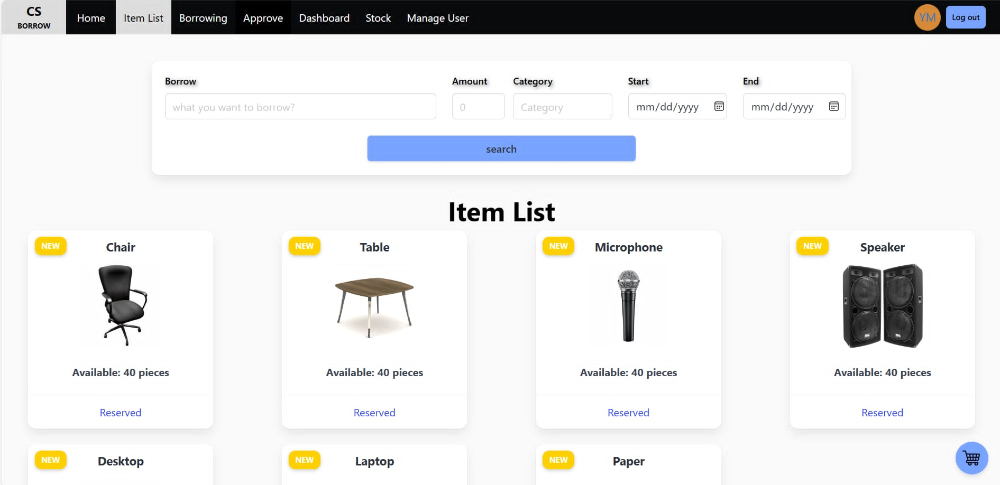 CS
BORROW
Home Item List Borrowing Approve Dashboard Stock Manage User YM Log out
Borrow Amount Category Start End
what you want to borrow? 0 Category mm/dd/yyyy mm/dd/yyyy
search
Item List
NEW Chair NEW Table NEW Microphone NEW Speaker
Available: 40 pieces Available: 40 pieces Available: 40 pieces Available: 40 pieces
Reserved Reserved Reserved Reserved
NEW Desktop NEW Laptop NEW Paper